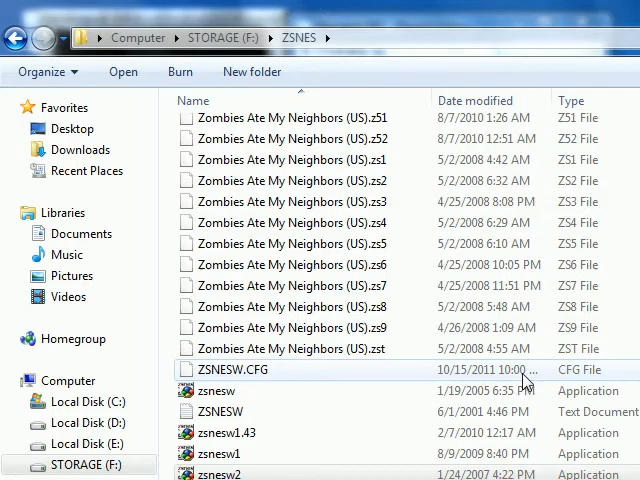 Computer STORAGE (F:) ZSNES
Organize Open Burn New folder
Name Date modified Type
Favorites
Desktop
Downloads
Recent Places
Libraries
Documents
Music
Pictures
Videos
Homegroup
Computer
Local Disk (C:)
Local Disk (D:)
Local Disk (E:)
STORAGE (F:)
Zombies Ate My Neighbors (US).z51 8/7/2010 1:26 AM Z51 File
Zombies Ate My Neighbors (US).z52 8/7/2010 12:51 AM Z52 File
Zombies Ate My Neighbors (US).zs1 5/2/2008 4:42 AM ZS1 File
Zombies Ate My Neighbors (US).zs2 5/2/2008 6:32 AM ZS2 File
Zombies Ate My Neighbors (US).zs3 4/25/2008 8:08 PM ZS3 File
Zombies Ate My Neighbors (US).zs4 5/2/2008 6:29 AM ZS4 File
Zombies Ate My Neighbors (US).zs5 5/2/2008 6:10 AM ZS5 File
Zombies Ate My Neighbors (US).zs6 4/25/2008 10:05 PM ZS6 File
Zombies Ate My Neighbors (US).zs7 4/25/2008 11:51 PM ZS7 File
Zombies Ate My Neighbors (US).zs8 5/2/2008 5:48 AM ZS8 File
Zombies Ate My Neighbors (US).zs9 4/26/2008 1:09 AM ZS9 File
Zombies Ate My Neighbors (US).zst 5/2/2008 4:55 AM ZST File
ZSNESW.CFG 10/15/2011 10:00 ... CFG File
zsnesw 1/19/2005 6:35 PM Application
ZSNESW 6/1/2001 4:46 PM Text Document
zsnesw1.43 2/7/2010 12:17 AM Application
zsnesw1 8/9/2009 8:40 PM Application
zsnesw2 1/24/2007 4:22 PM Application